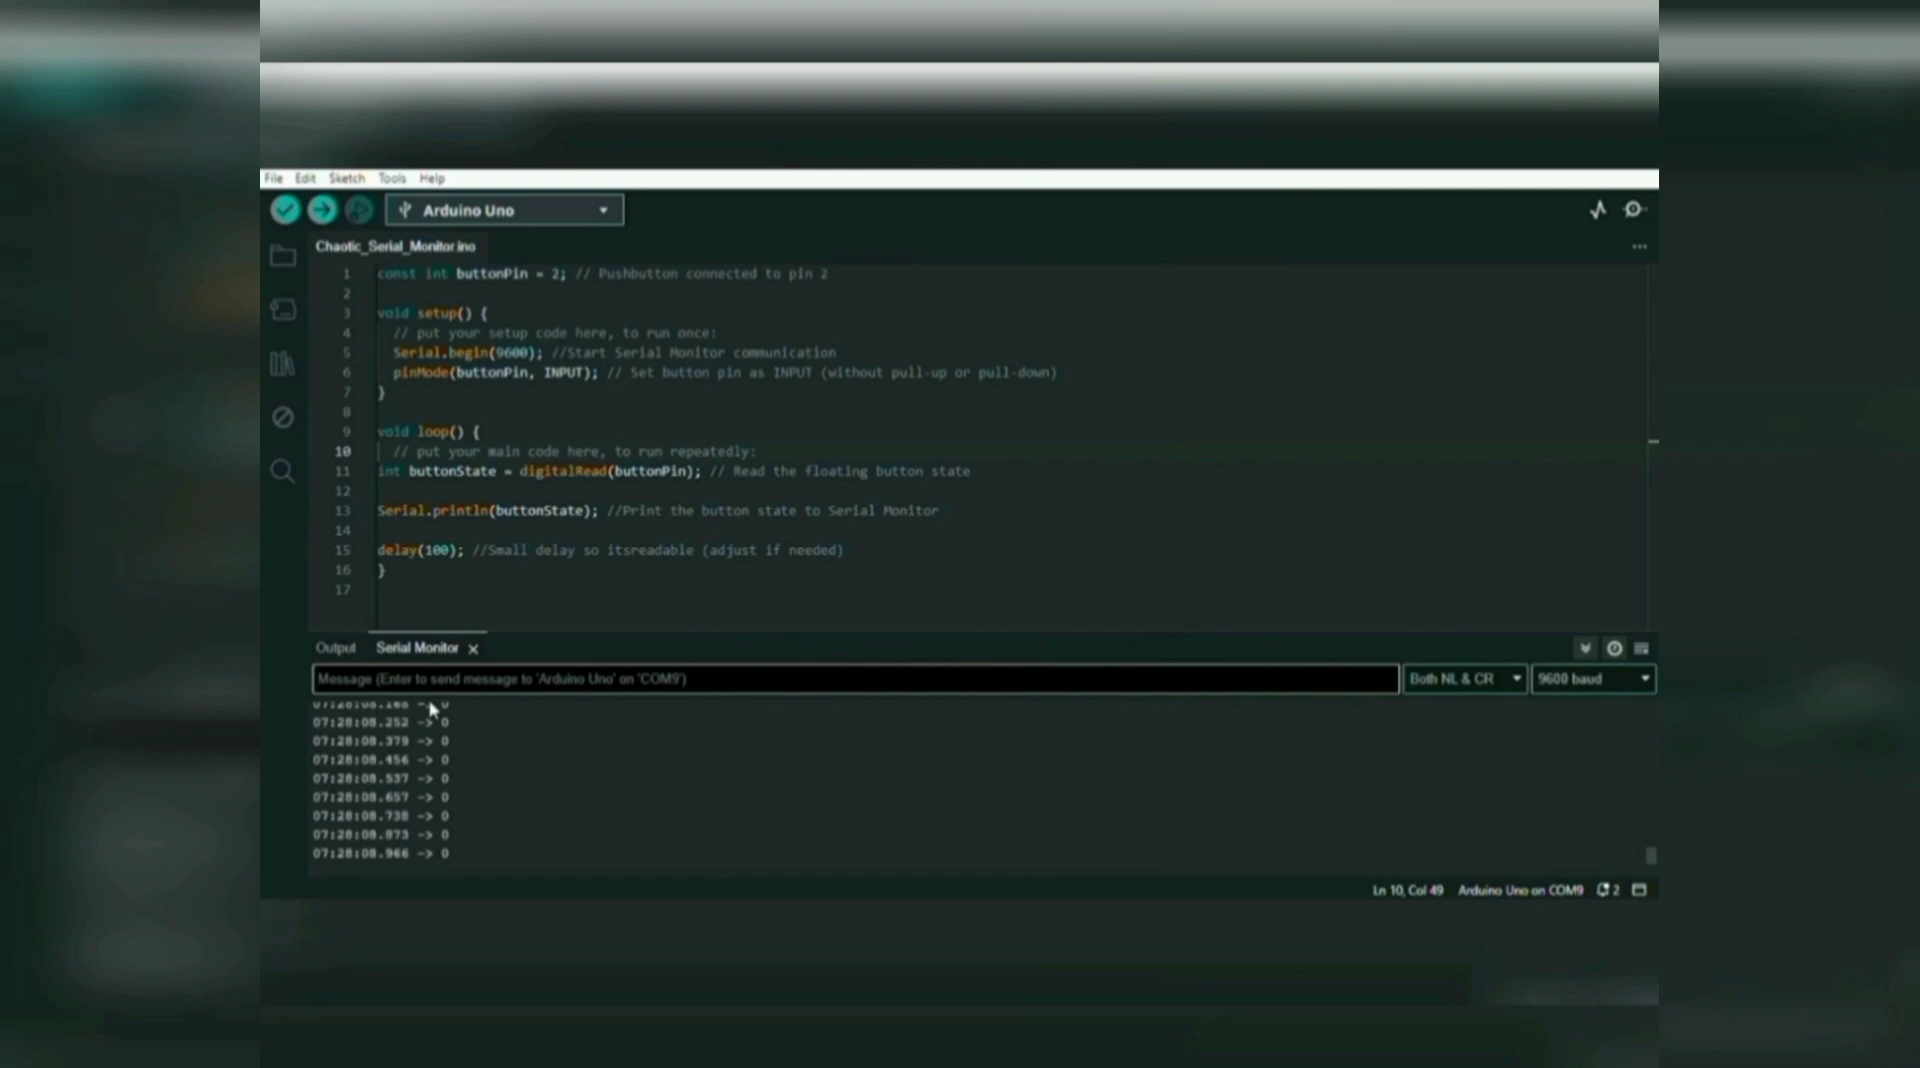 File Edit Sketch Tools Help
Arduino Uno
Chaotic_Serial_Monitor.ino
1 const int buttonPin = 2; // Pushbutton connected to pin 2
2
3 void setup() {
4 // put your setup code here, to run once:
5 Serial.begin(9600); //Start Serial Monitor communication
6 pinMode(buttonPin, INPUT); // Set button pin as INPUT (without pull-up or pull-down)
7 }
8
9 void loop() {
10 // put your main code here, to run repeatedly:
11 int buttonState = digitalRead(buttonPin); // Read the floating button state
12
13 Serial.println(buttonState); //Print the button state to Serial Monitor
14
15 delay(100); //Small delay so itsreadable (adjust if needed)
16 }
17
Output Serial Monitor
Message (Enter to send message to 'Arduino Uno' on 'COM9') Both NL & CR 9600 baud
07:28:08.252 -> 0
07:28:08.379 -> 0
07:28:08.456 -> 0
07:28:08.537 -> 0
07:28:08.657 -> 0
07:28:08.738 -> 0
07:28:08.873 -> 0
07:28:08.966 -> 0
Ln 10, Col 49 Arduino Uno on COM9 2